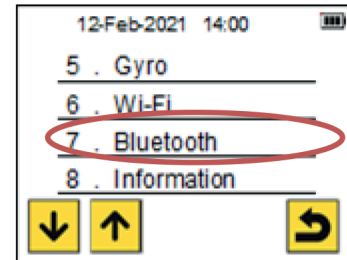 12-Feb-2021 14:00
5 . Gyro
6 . Wi-Fi
7 . Bluetooth
8 . Information